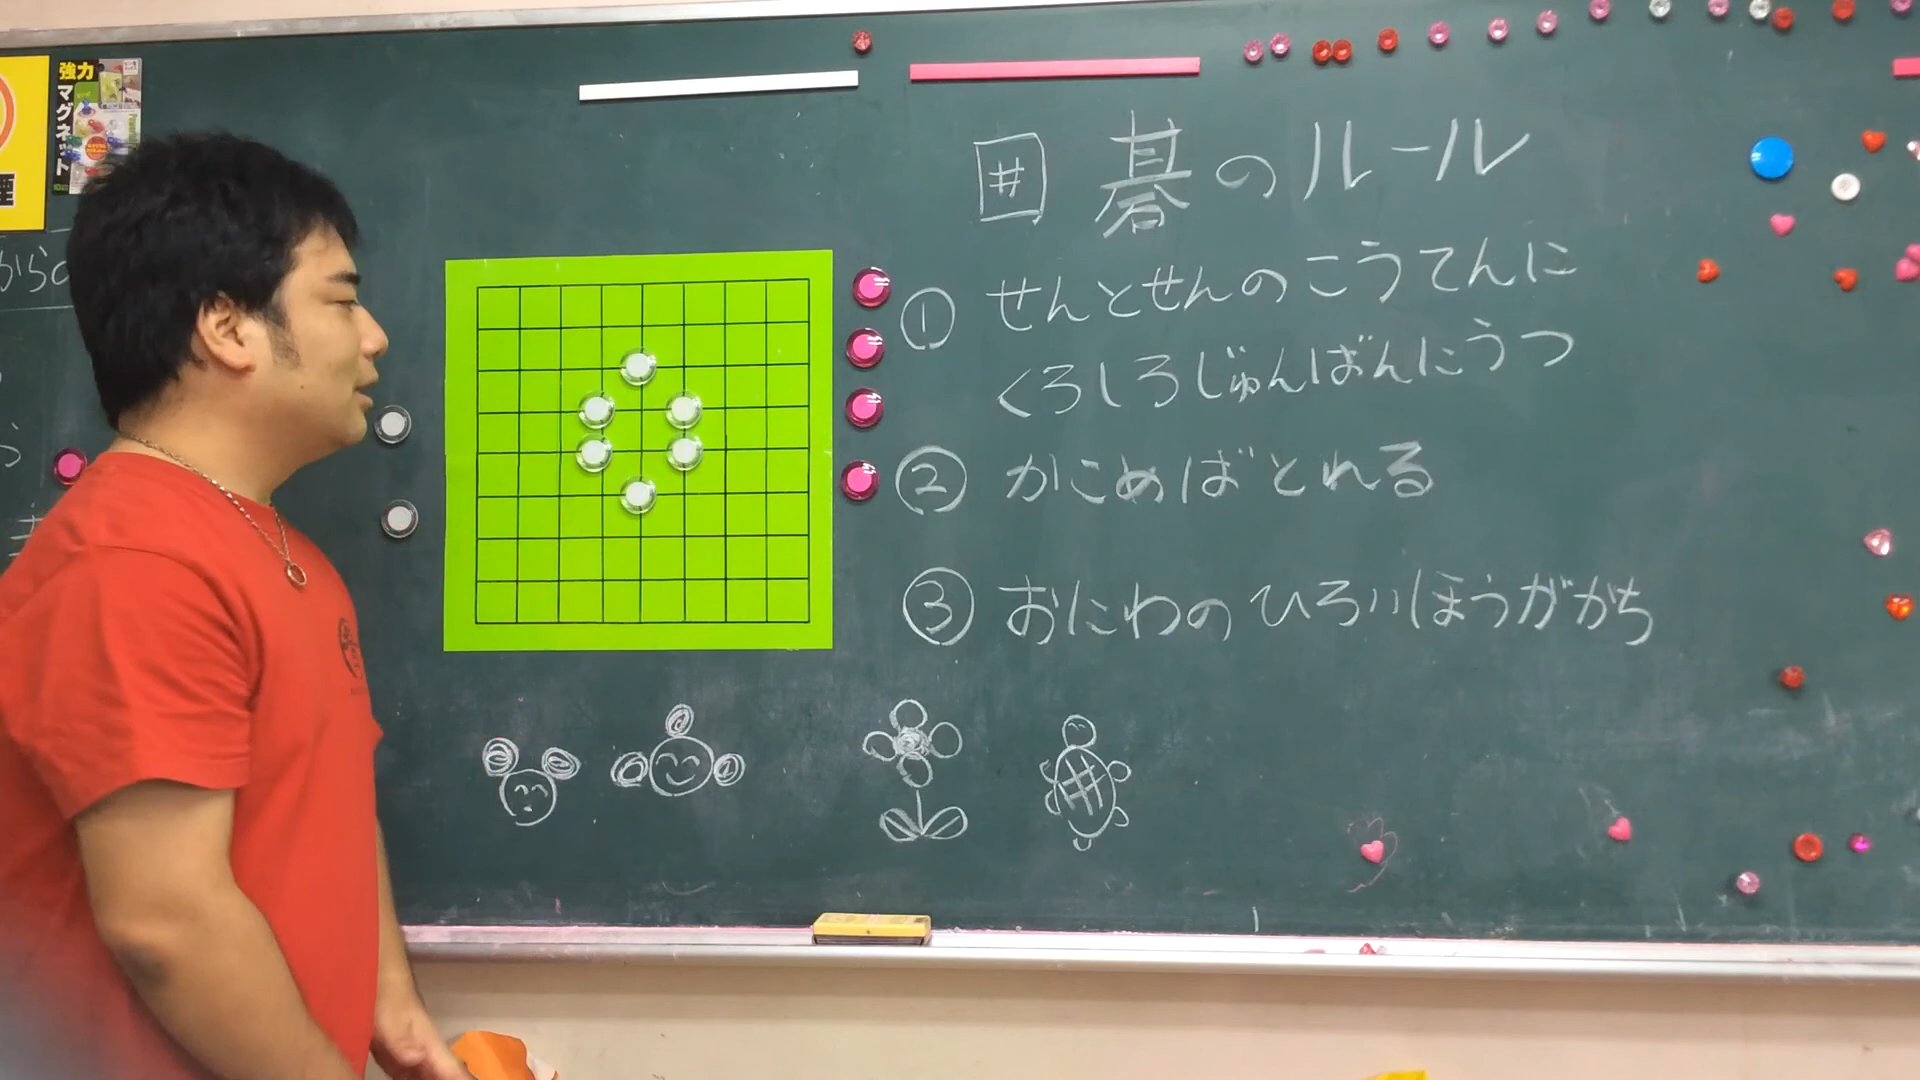 強力
マグネット
から
囲碁のルール
① せんとせんのこうてんに
くろしろじゅんばんにうつ
② かこめばとれる
③ おにわのひろいほうがかち